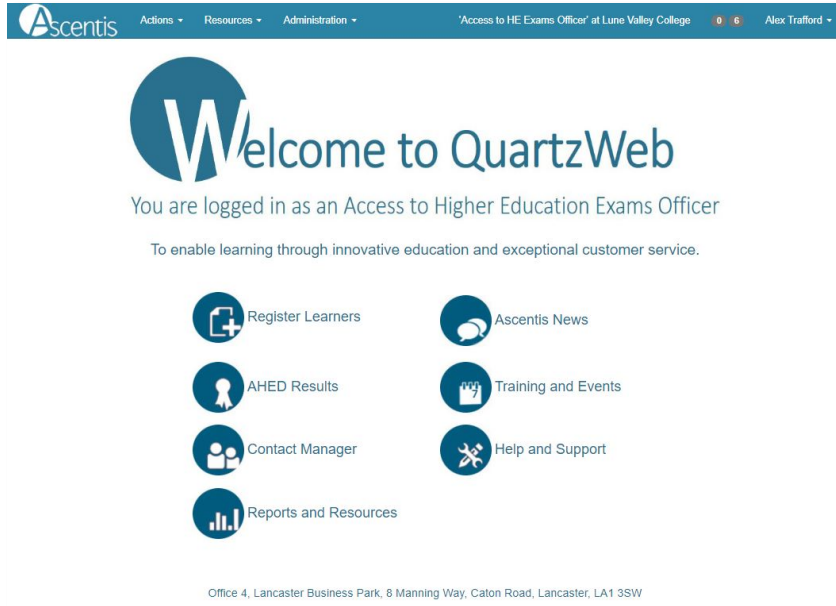 Ascentis Actions Resources Administration 'Access to HE Exams Officer' at Lune Valley College 0 6 Alex Trafford
Welcome to QuartzWeb
You are logged in as an Access to Higher Education Exams Officer
To enable learning through innovative education and exceptional customer service.
Register Learners
Ascentis News
AHED Results
7
Training and Events
Contact Manager
Help and Support
Reports and Resources
Office 4, Lancaster Business Park, 8 Manning Way, Caton Road, Lancaster, LA1 3SW